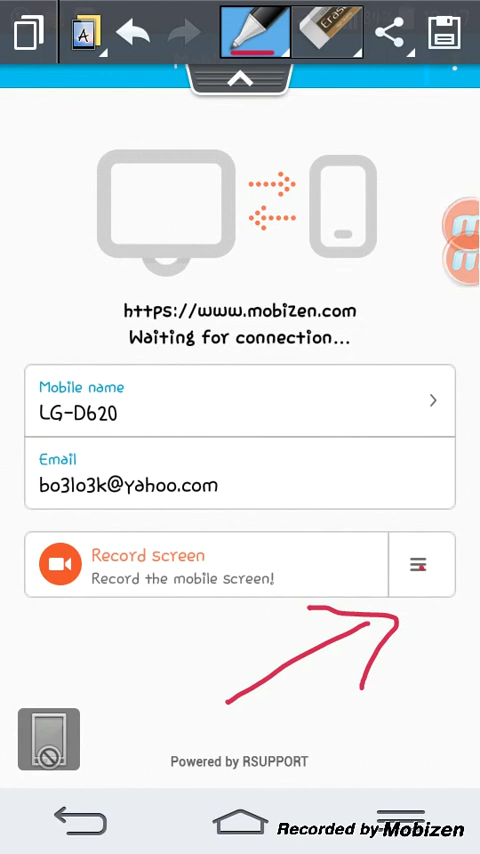 A
Erase
https://www.mobizen.com
Waiting for connection...
Mobile name
LG-D620
Email
bo3lo3k@yahoo.com
Record screen
Record the mobile screen!
Powered by RSUPPORT
Recorded by Mobizen